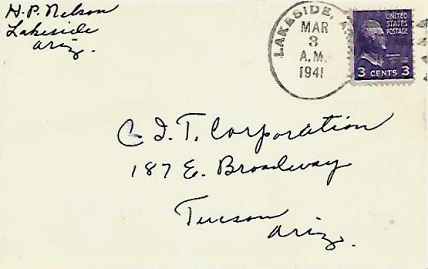 H.P. Nelson
Lakeside
Ariz.
LAKESIDE,
MAR
3
A.M.
1941
UNITED
STATES
POSTAGE
3 CENTS 3
C.I.T. Corporation
187 E. Broadway
Tucson
Ariz.